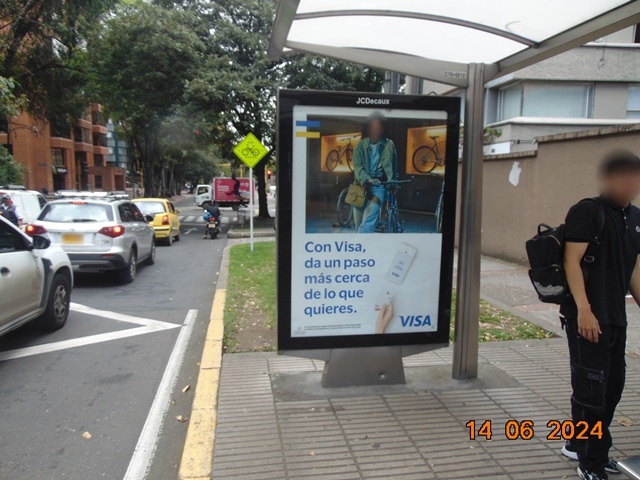 JCDecaux
Con Visa,
da un paso
más cerca
de lo que
quieres.
VISA
14 06 2024